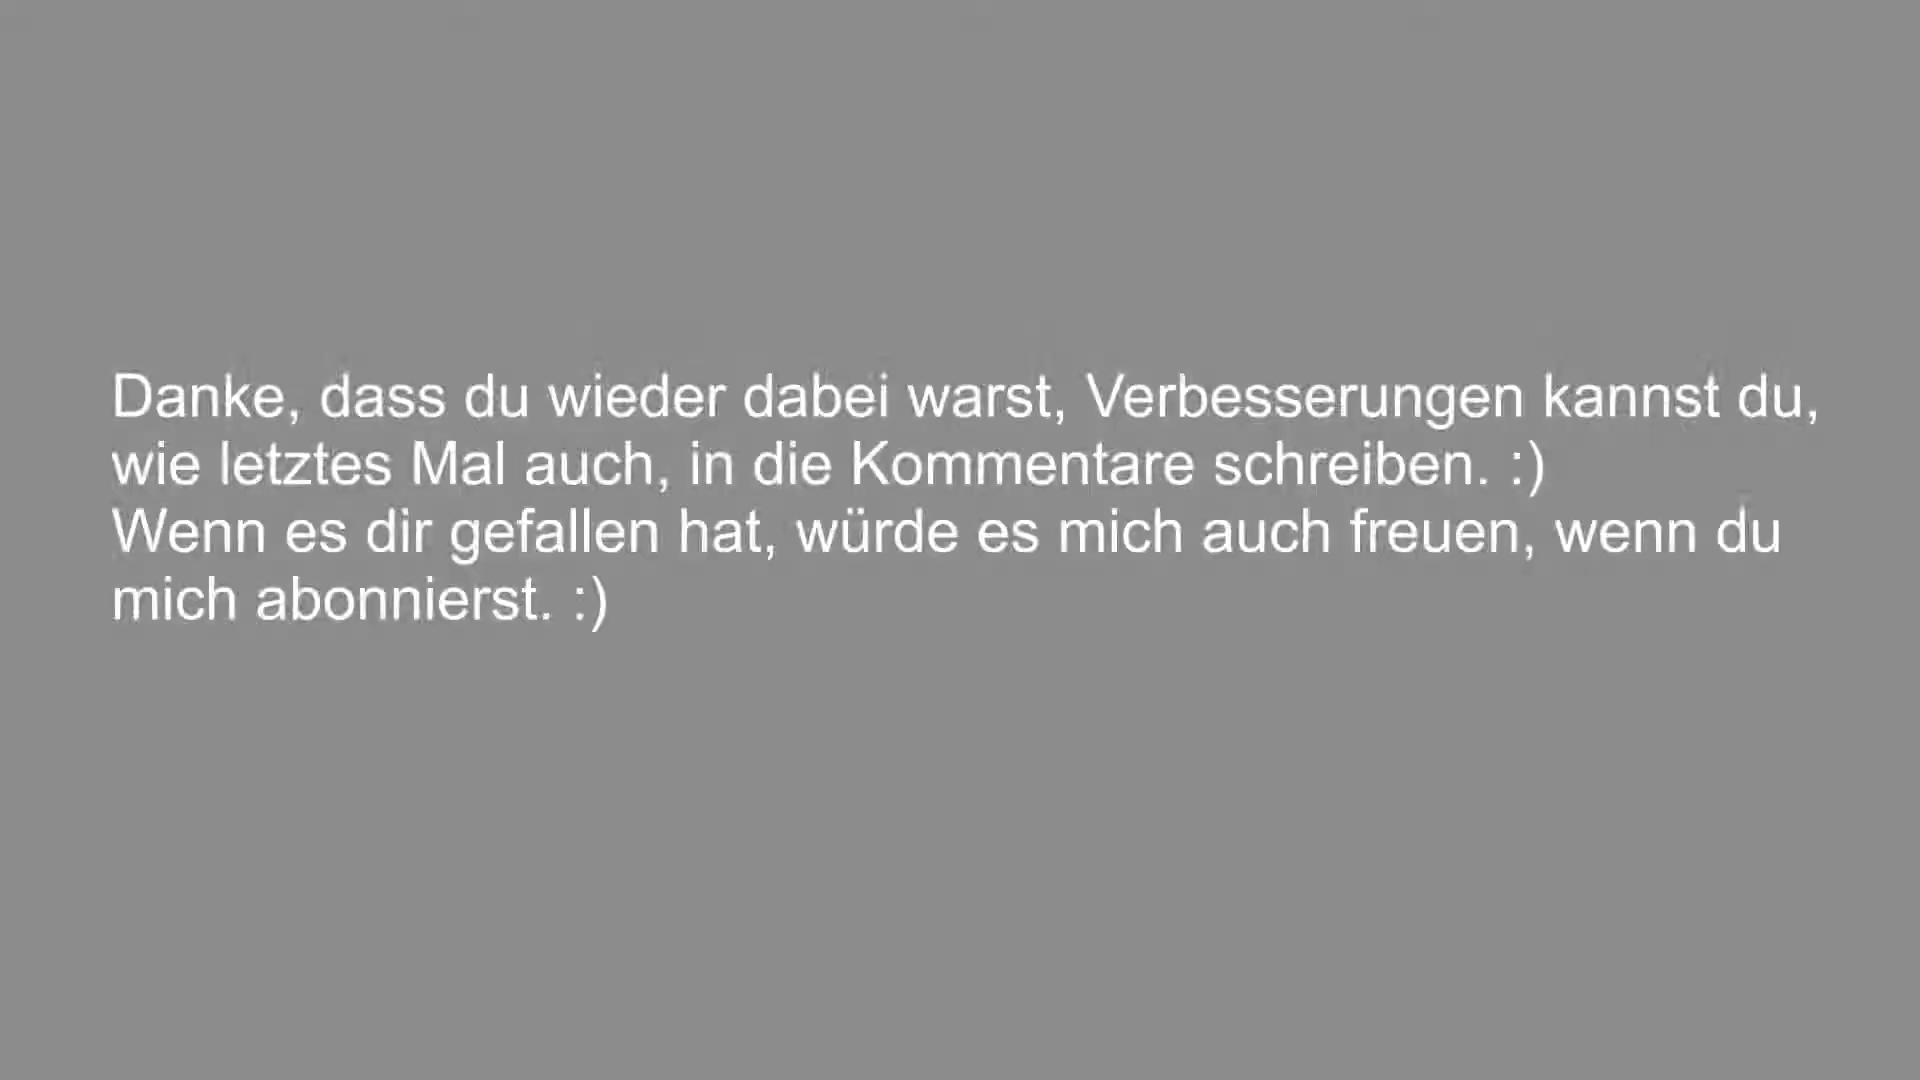 Danke, dass du wieder dabei warst, Verbesserungen kannst du,
wie letztes Mal auch, in die Kommentare schreiben. :)
Wenn es dir gefallen hat, würde es mich auch freuen, wenn du
mich abonnierst. :)